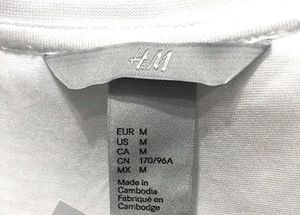 H&M
EUR M
US M
CA M
CN 170/96A
MX M
Made in
Cambodia
Fabriqué en
Cambodge